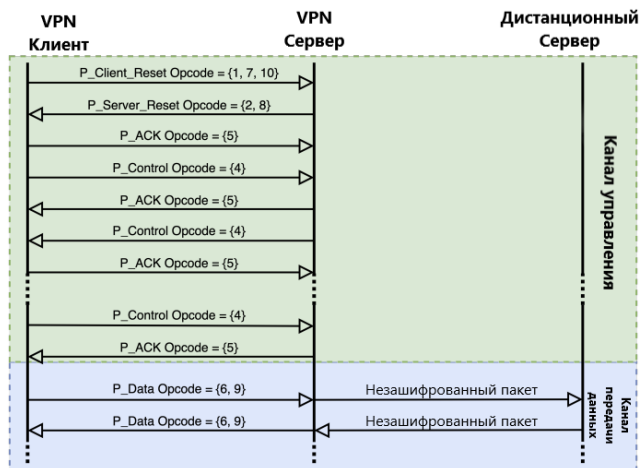 VPN
Клиент
VPN
Сервер
Дистанционный
Сервер
P_Client_Reset Opcode = {1, 7, 10}
P_Server_Reset Opcode = {2, 8}
P_ACK Opcode = {5}
P_Control Opcode = {4}
P_ACK Opcode = {5}
P_Control Opcode = {4}
P_ACK Opcode = {5}
P_Control Opcode = {4}
P_ACK Opcode = {5}
Канал управления
P_Data Opcode = {6, 9}
Незашифрованный пакет
P_Data Opcode = {6, 9}
Незашифрованный пакет
Канал
передачи
данных